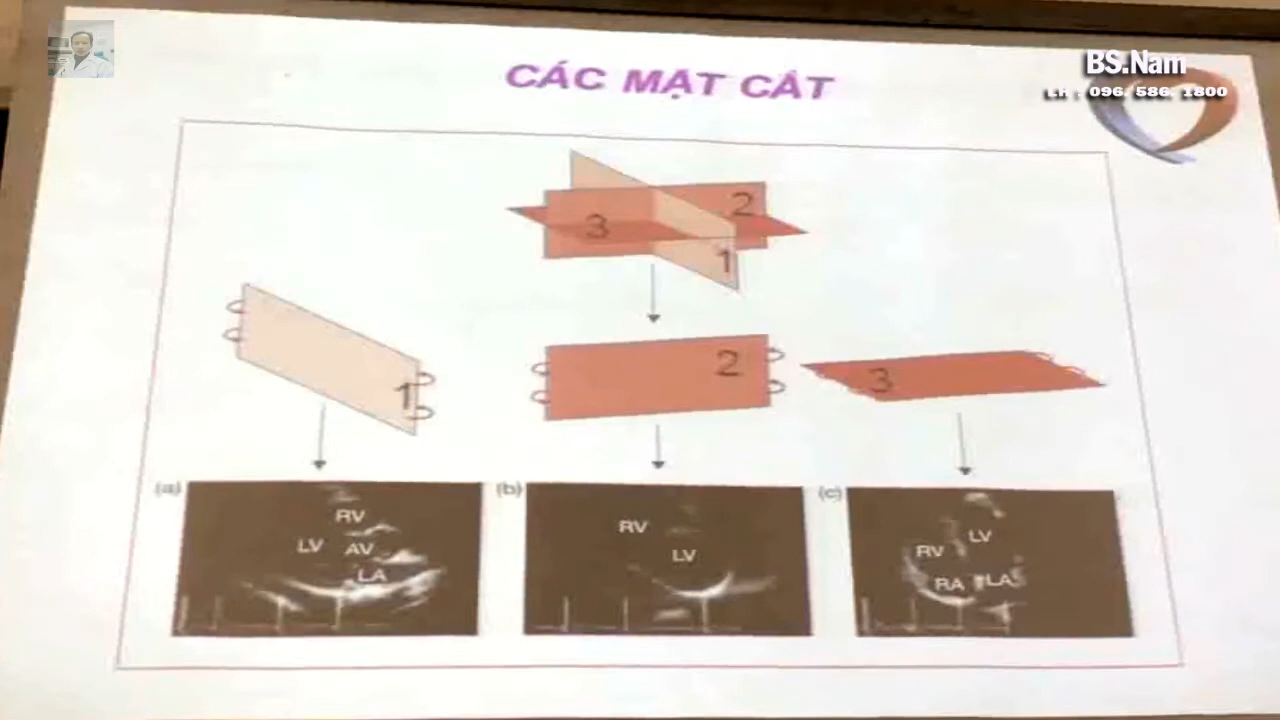 BS.Nam
LH : 096. 586. 1800
CÁC MẶT CẮT
2
3
1
1
2
3
(a)
(b)
(c)
RV
LV
AV
LA
RV
LV
LV
RV
RA
LA